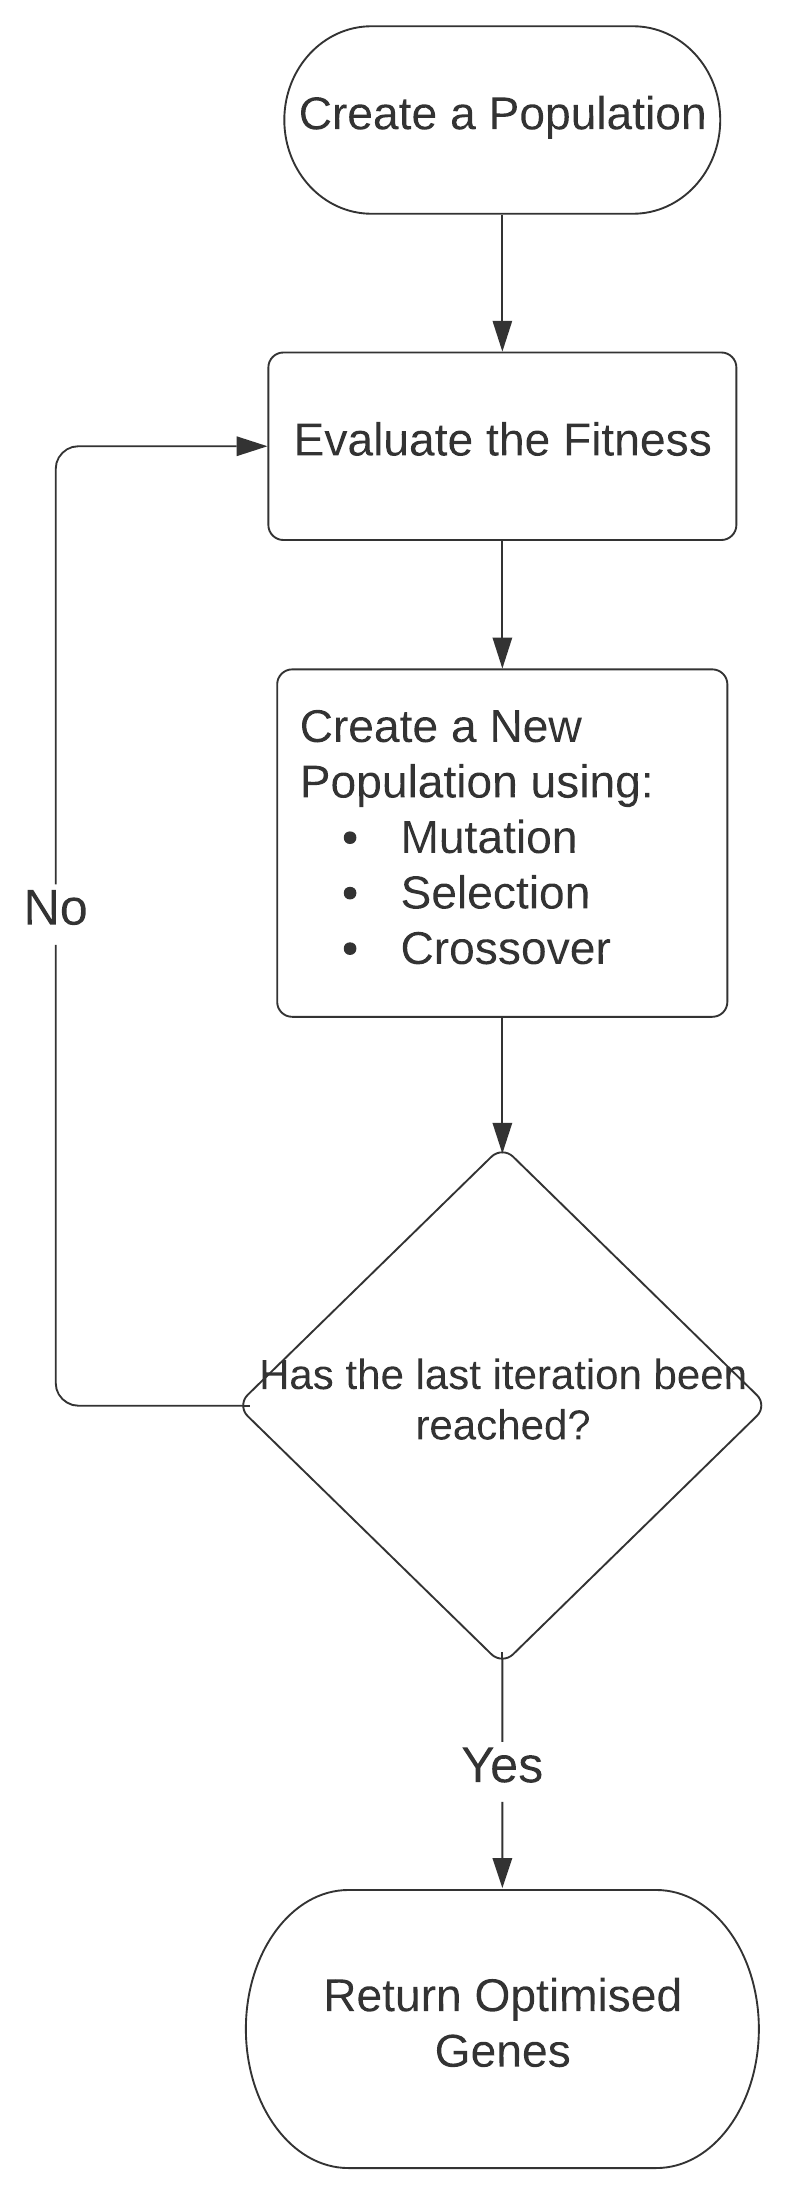 Create a Population
Evaluate the Fitness
Create a New
Population using:
• Mutation
• Selection
• Crossover
No
Has the last iteration been
reached?
Yes
Return Optimised
Genes